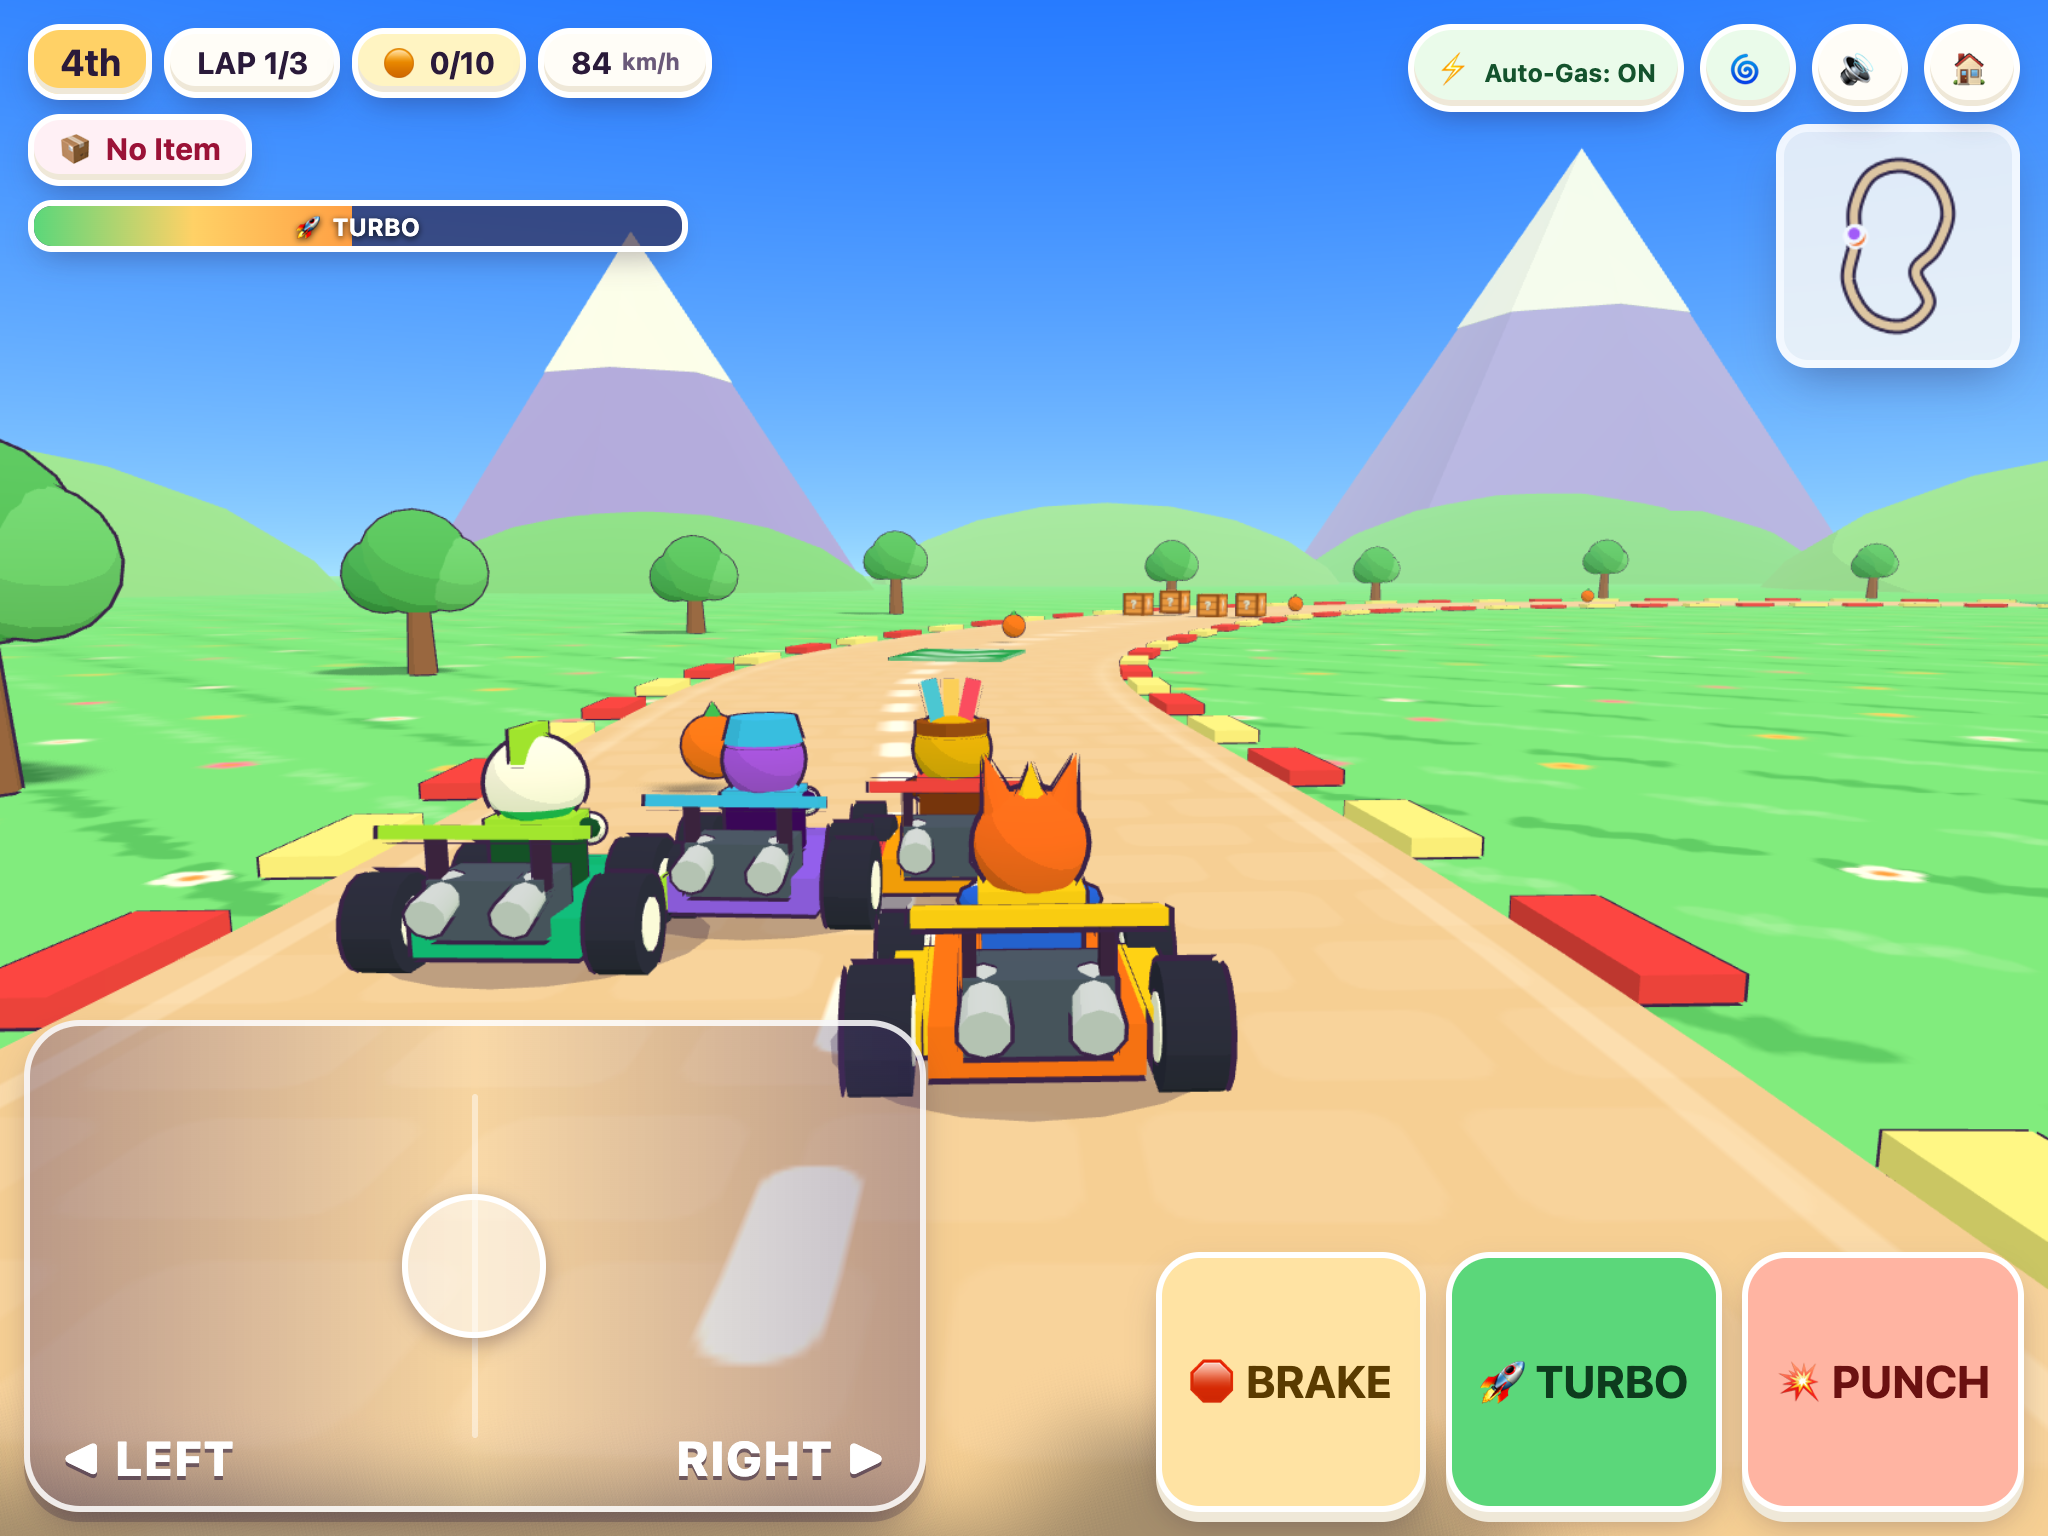 4th
LAP 1/3
0/10
84 km/h
Auto-Gas: ON
No Item
TURBO
? ? ? ?
LEFT
RIGHT
BRAKE
TURBO
PUNCH